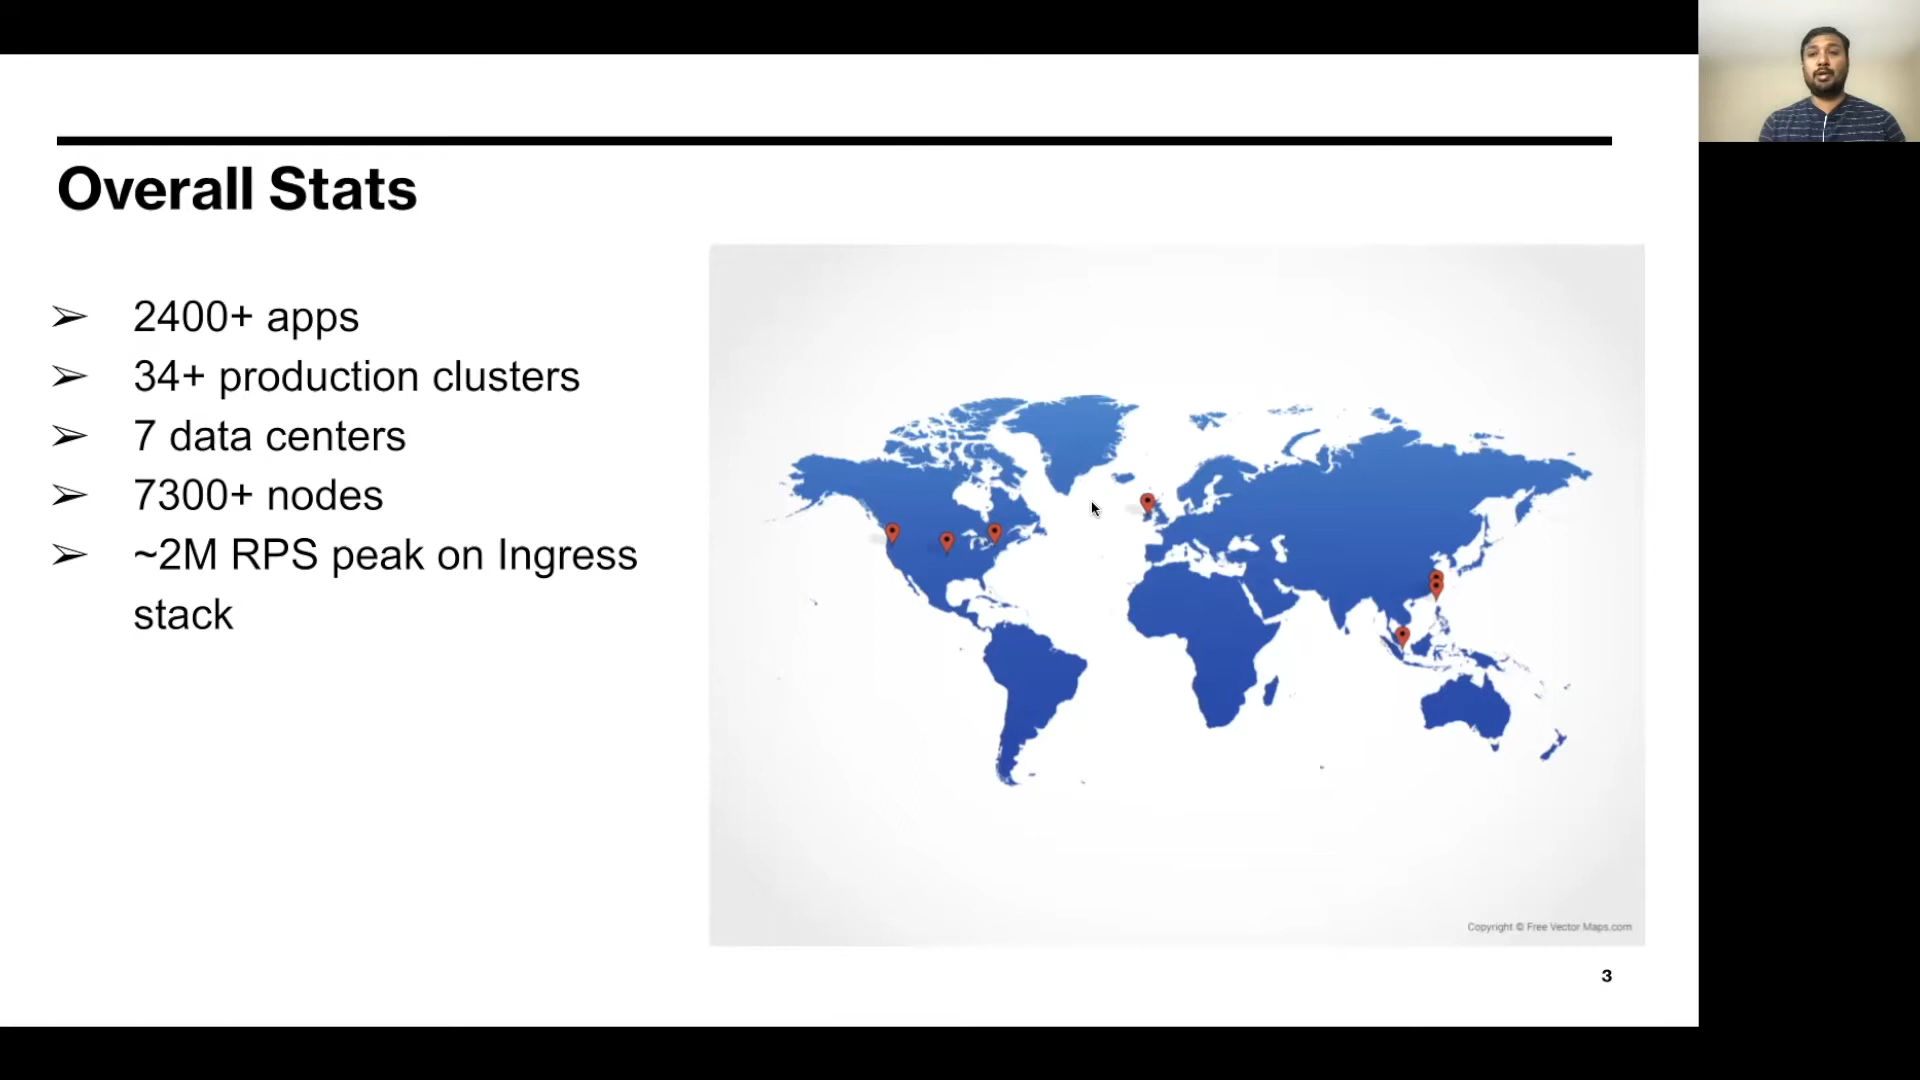 Overall Stats
➢ 2400+ apps
➢ 34+ production clusters
➢ 7 data centers
➢ 7300+ nodes
➢ ~2M RPS peak on Ingress
stack
Copyright © Free Vector Maps.com
3